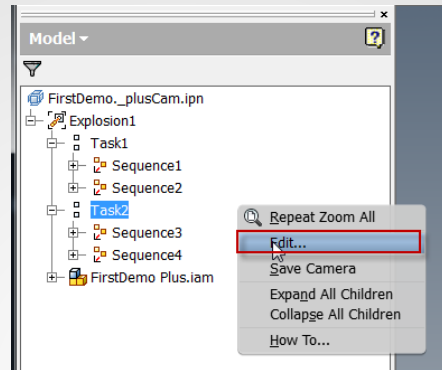 Model
FirstDemo._plusCam.ipn
Explosion1
Task1
Sequence1
Sequence2
Task2
Sequence3
Sequence4
FirstDemo Plus.iam
Repeat Zoom All
Edit...
Save Camera
Expand All Children
Collapse All Children
How To...